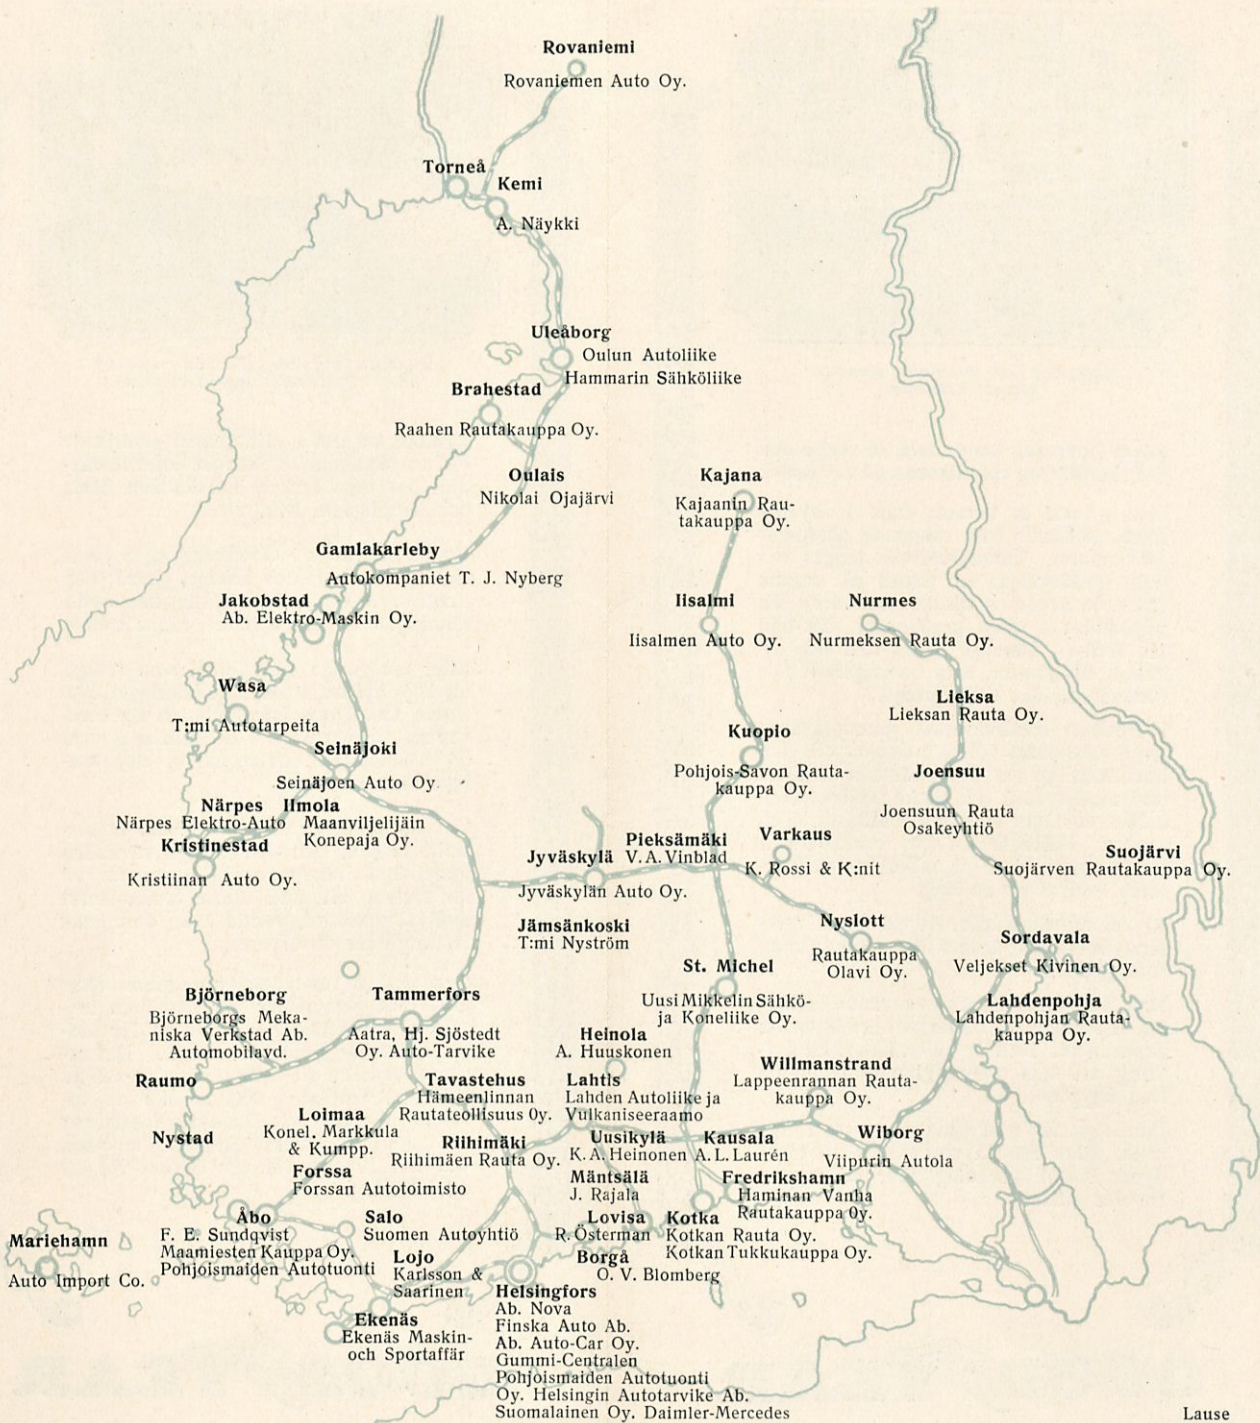 Rovaniemi
Rovaniemen Auto Oy.
Torneå
Kemi
A. Näykki
Uleåborg
Oulun Autoliike
Hammarin Sähköliike
Brahestad
Raahen Rautakauppa Oy.
Oulais
Nikolai Ojajärvi
Kajana
Kajaanin Rau-
takauppa Oy.
Gamlakarleby
Autokompaniet T. J. Nyberg
Jakobstad
Ab. Elektro-Maskin Oy.
Iisalmi
Iisalmen Auto Oy.
Nurmes
Nurmeksen Rauta Oy.
Wasa
T:mi Autotarpeita
Lieksa
Lieksan Rauta Oy.
Seinäjoki
Seinäjoen Auto Oy.
Kuopio
Pohjois-Savon Rauta-
kauppa Oy.
Joensuu
Joensuun Rauta
Osakeyhtiö
Närpes
Närpes Elektro-Auto
Ilmola
Maanviljelijäin
Konepaja Oy.
Kristinestad
Kristiinan Auto Oy.
Jyväskylä
Jyväskylän Auto Oy.
Pieksämäki
V. A. Vinblad
Varkaus
K. Rossi & K:nit
Suojärvi
Suojärven Rautakauppa Oy.
Jämsänkoski
T:mi Nyström
Nyslott
Rautakauppa
Olavi Oy.
Sordavala
Veljekset Kivinen Oy.
St. Michel
Uusi Mikkelin Sähkö-
ja Koneliike Oy.
Björneborg
Björneborgs Meka-
niska Verkstad Ab.
Automobilavd.
Tammerfors
Aatra, Hj. Sjöstedt
Oy. Auto-Tarvike
Lahdenpohja
Lahdenpohjan Rauta-
kauppa Oy.
Heinola
A. Huuskonen
Raumo
Tavastehus
Hämeenlinnan
Rautateollisuus Oy.
Lahtis
Lahden Autoliike ja
Vulkaniseeraamo
Willmanstrand
Lappeenrannan Rauta-
kauppa Oy.
Loimaa
Konel. Markkula
& Kumpp.
Nystad
Riihimäki
Riihimäen Rauta Oy.
Uusikylä
K. A. Heinonen
Kausala
A. L. Laurén
Wiborg
Viipurin Autola
Forssa
Forssan Autotoimisto
Mäntsälä
J. Rajala
Fredrikshamn
Haminan Vanha
Rautakauppa Oy.
Åbo
F. E. Sundqvist
Maamiesten Kauppa Oy.
Pohjoismaiden Autotuonti
Salo
Suomen Autoyhtiö
Lovisa
R. Österman
Kotka
Kotkan Rauta Oy.
Kotkan Tukkukauppa Oy.
Mariehamn
Auto Import Co.
Lojo
Karlsson &
Saarinen
Borgå
O. V. Blomberg
Ekenäs
Ekenäs Maskin-
och Sportaffär
Helsingfors
Ab. Nova
Finska Auto Ab.
Ab. Auto-Car Oy.
Gummi-Centralen
Pohjoismaiden Autotuonti
Oy. Helsingin Autotarvike Ab.
Suomalainen Oy. Daimler-Mercedes
Lause